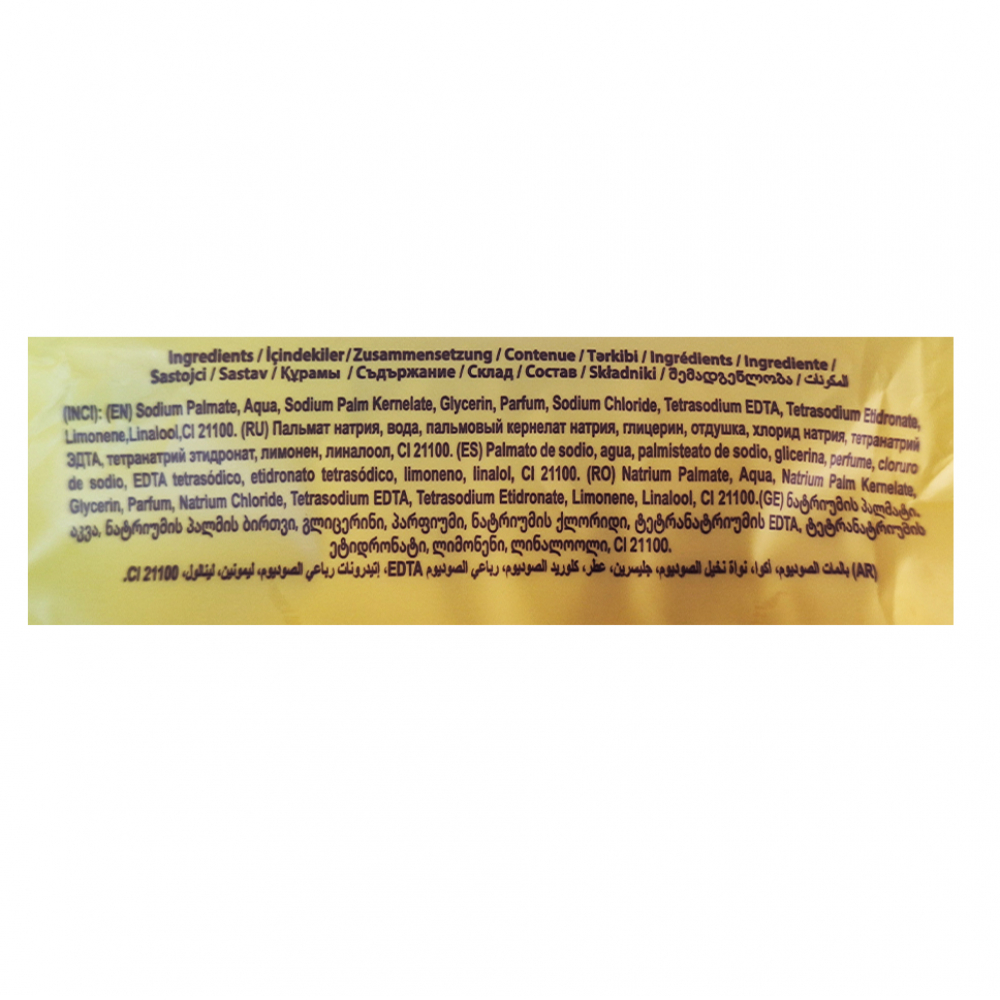 Ingredients / İçindekiler / Zusammensetzung / Contenue / Tərkibi / Ingrédients / Ingrediente /
Sastojci / Sastav / Құрамы / Съдържание / Склад / Состав / Składniki / შემადგენლობა / المكونات
(INCI): (EN) Sodium Palmate, Aqua, Sodium Palm Kernelate, Glycerin, Parfum, Sodium Chloride, Tetrasodium EDTA, Tetrasodium Etidronate,
Limonene,Linalool,CI 21100. (RU) Пальмат натрия, вода, пальмовый кернелат натрия, глицерин, отдушка, хлорид натрия, тетранатрий
ЭДТА, тетранатрий этидронат, лимонен, линалоол, CI 21100. (ES) Palmato de sodio, agua, palmisteato de sodio, glicerina, perfume, cloruro
de sodio, EDTA tetrasódico, etidronato tetrasódico, limoneno, linalol, CI 21100. (RO) Natrium Palmate, Aqua, Natrium Palm Kernelate,
Glycerin, Parfum, Natrium Chloride, Tetrasodium EDTA, Tetrasodium Etidronate, Limonene, Linalool, CI 21100.(GE) ნატრიუმის პალმატი.
აკვა, ნატრიუმის პალმის ბირთვი, გლიცერინი, პარფიუმი, ნატრიუმის ქლორიდი, ტეტრანატრიუმის EDTA, ტეტრანატრიუმის
ეტიდრონატი, ლიმონენი, ლინალოოლი, CI 21100.
(AR) بالمات الصوديوم، أكوا، نواة نخيل الصوديوم، جليسرين، عطر، كلوريد الصوديوم، رباعي الصوديوم EDTA، إتيدرونات رباعي الصوديوم، ليمونين، لينالول، CI 21100.